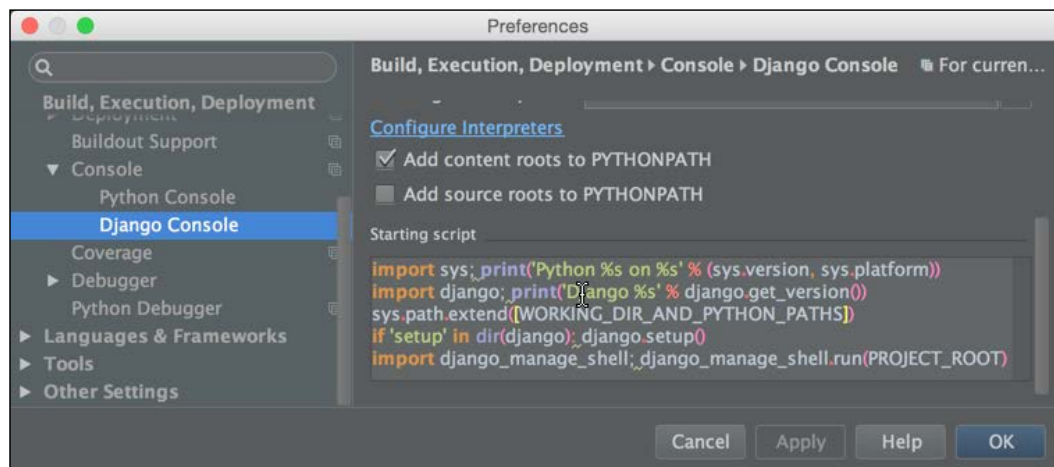 Preferences
Build, Execution, Deployment
Deployment
Buildout Support
Console
Python Console
Django Console
Coverage
Debugger
Python Debugger
Languages & Frameworks
Tools
Other Settings
Build, Execution, Deployment › Console › Django Console For curren...
Configure Interpreters
Add content roots to PYTHONPATH
Add source roots to PYTHONPATH
Starting script
import sys; print('Python %s on %s' % (sys.version, sys.platform))
import django; print('Django %s' % django.get_version())
sys.path.extend([WORKING_DIR_AND_PYTHON_PATHS])
if 'setup' in dir(django): django.setup()
import django_manage_shell; django_manage_shell.run(PROJECT_ROOT)
Cancel Apply Help OK